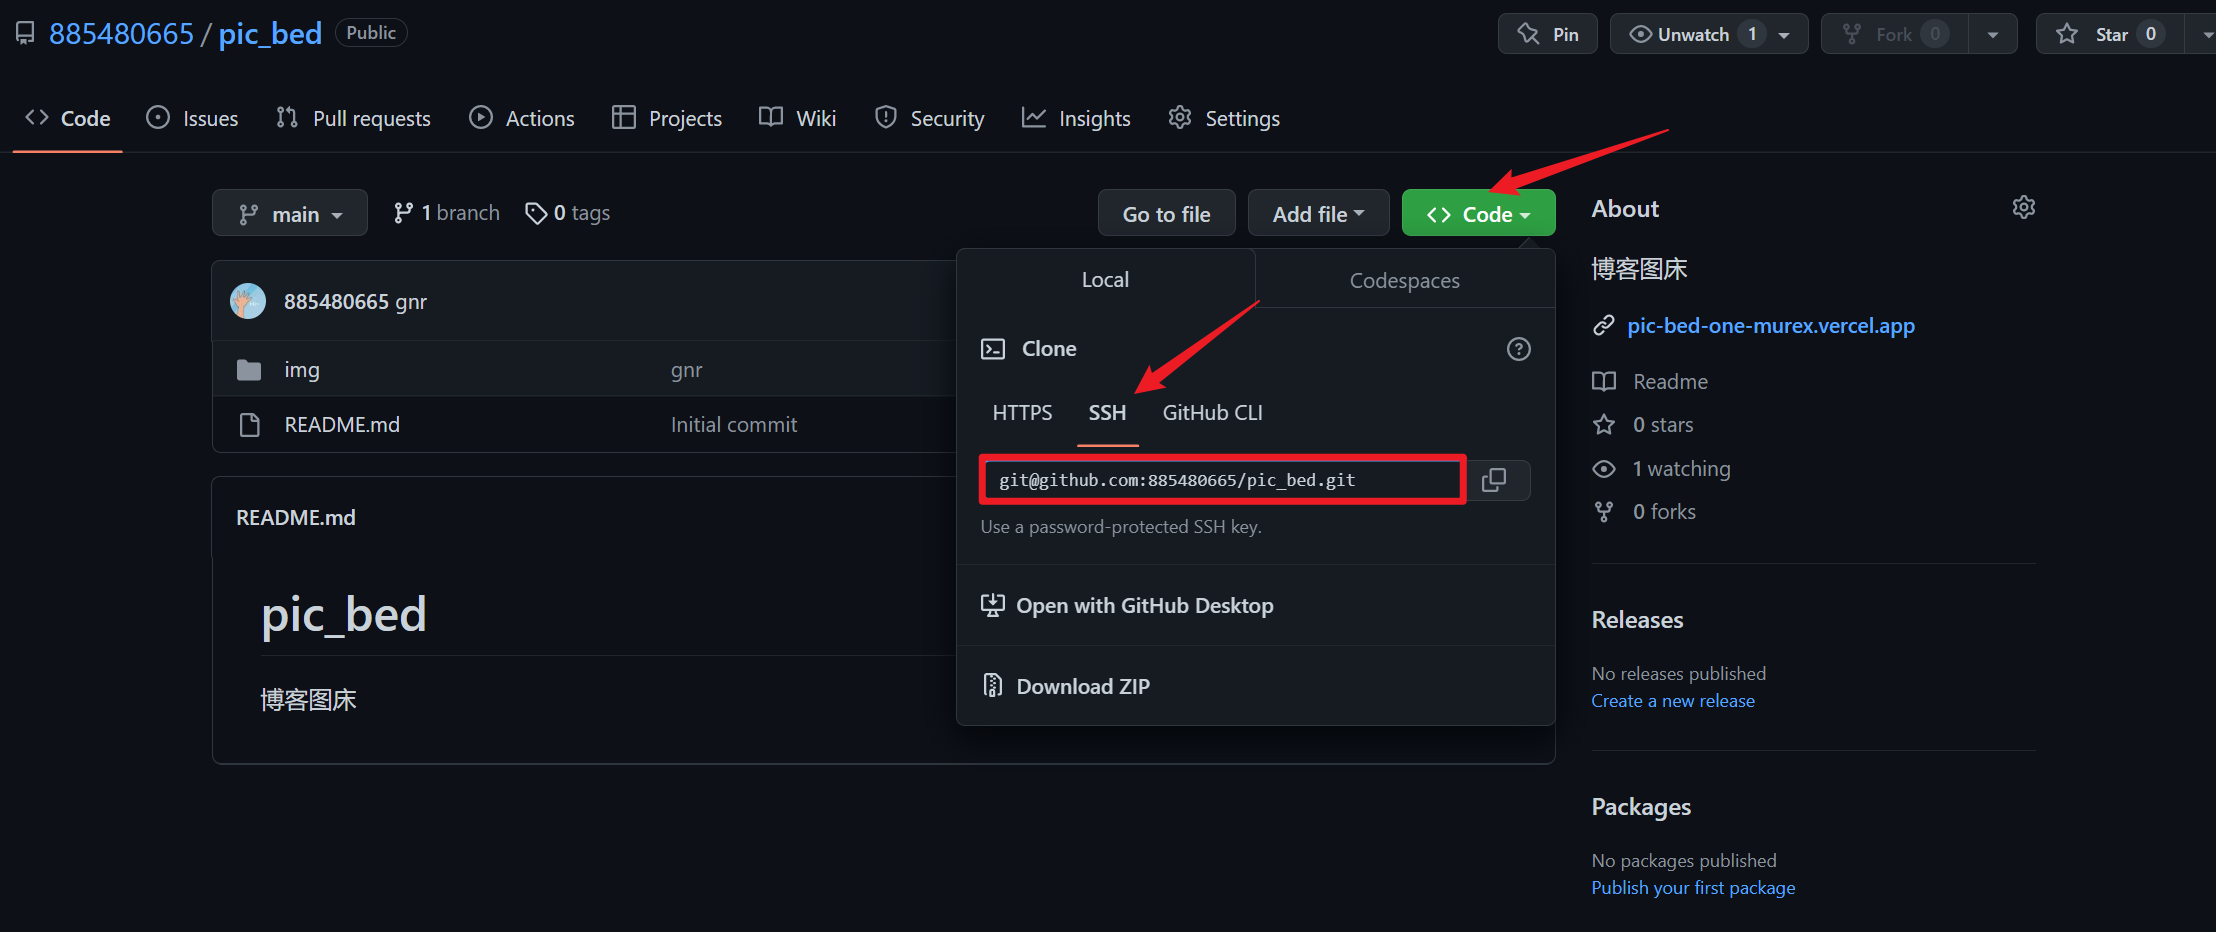 885480665 / pic_bed Public
Pin
Unwatch 1
Fork 0
Star 0
Code
Issues
Pull requests
Actions
Projects
Wiki
Security
Insights
Settings
main
1 branch
0 tags
Go to file
Add file
Code
885480665 gnr
img gnr
README.md Initial commit
README.md
pic_bed
博客图床
Local
Codespaces
Clone
HTTPS
SSH
GitHub CLI
git@github.com:885480665/pic_bed.git
Use a password-protected SSH key.
Open with GitHub Desktop
Download ZIP
About
博客图床
pic-bed-one-murex.vercel.app
Readme
0 stars
1 watching
0 forks
Releases
No releases published
Create a new release
Packages
No packages published
Publish your first package